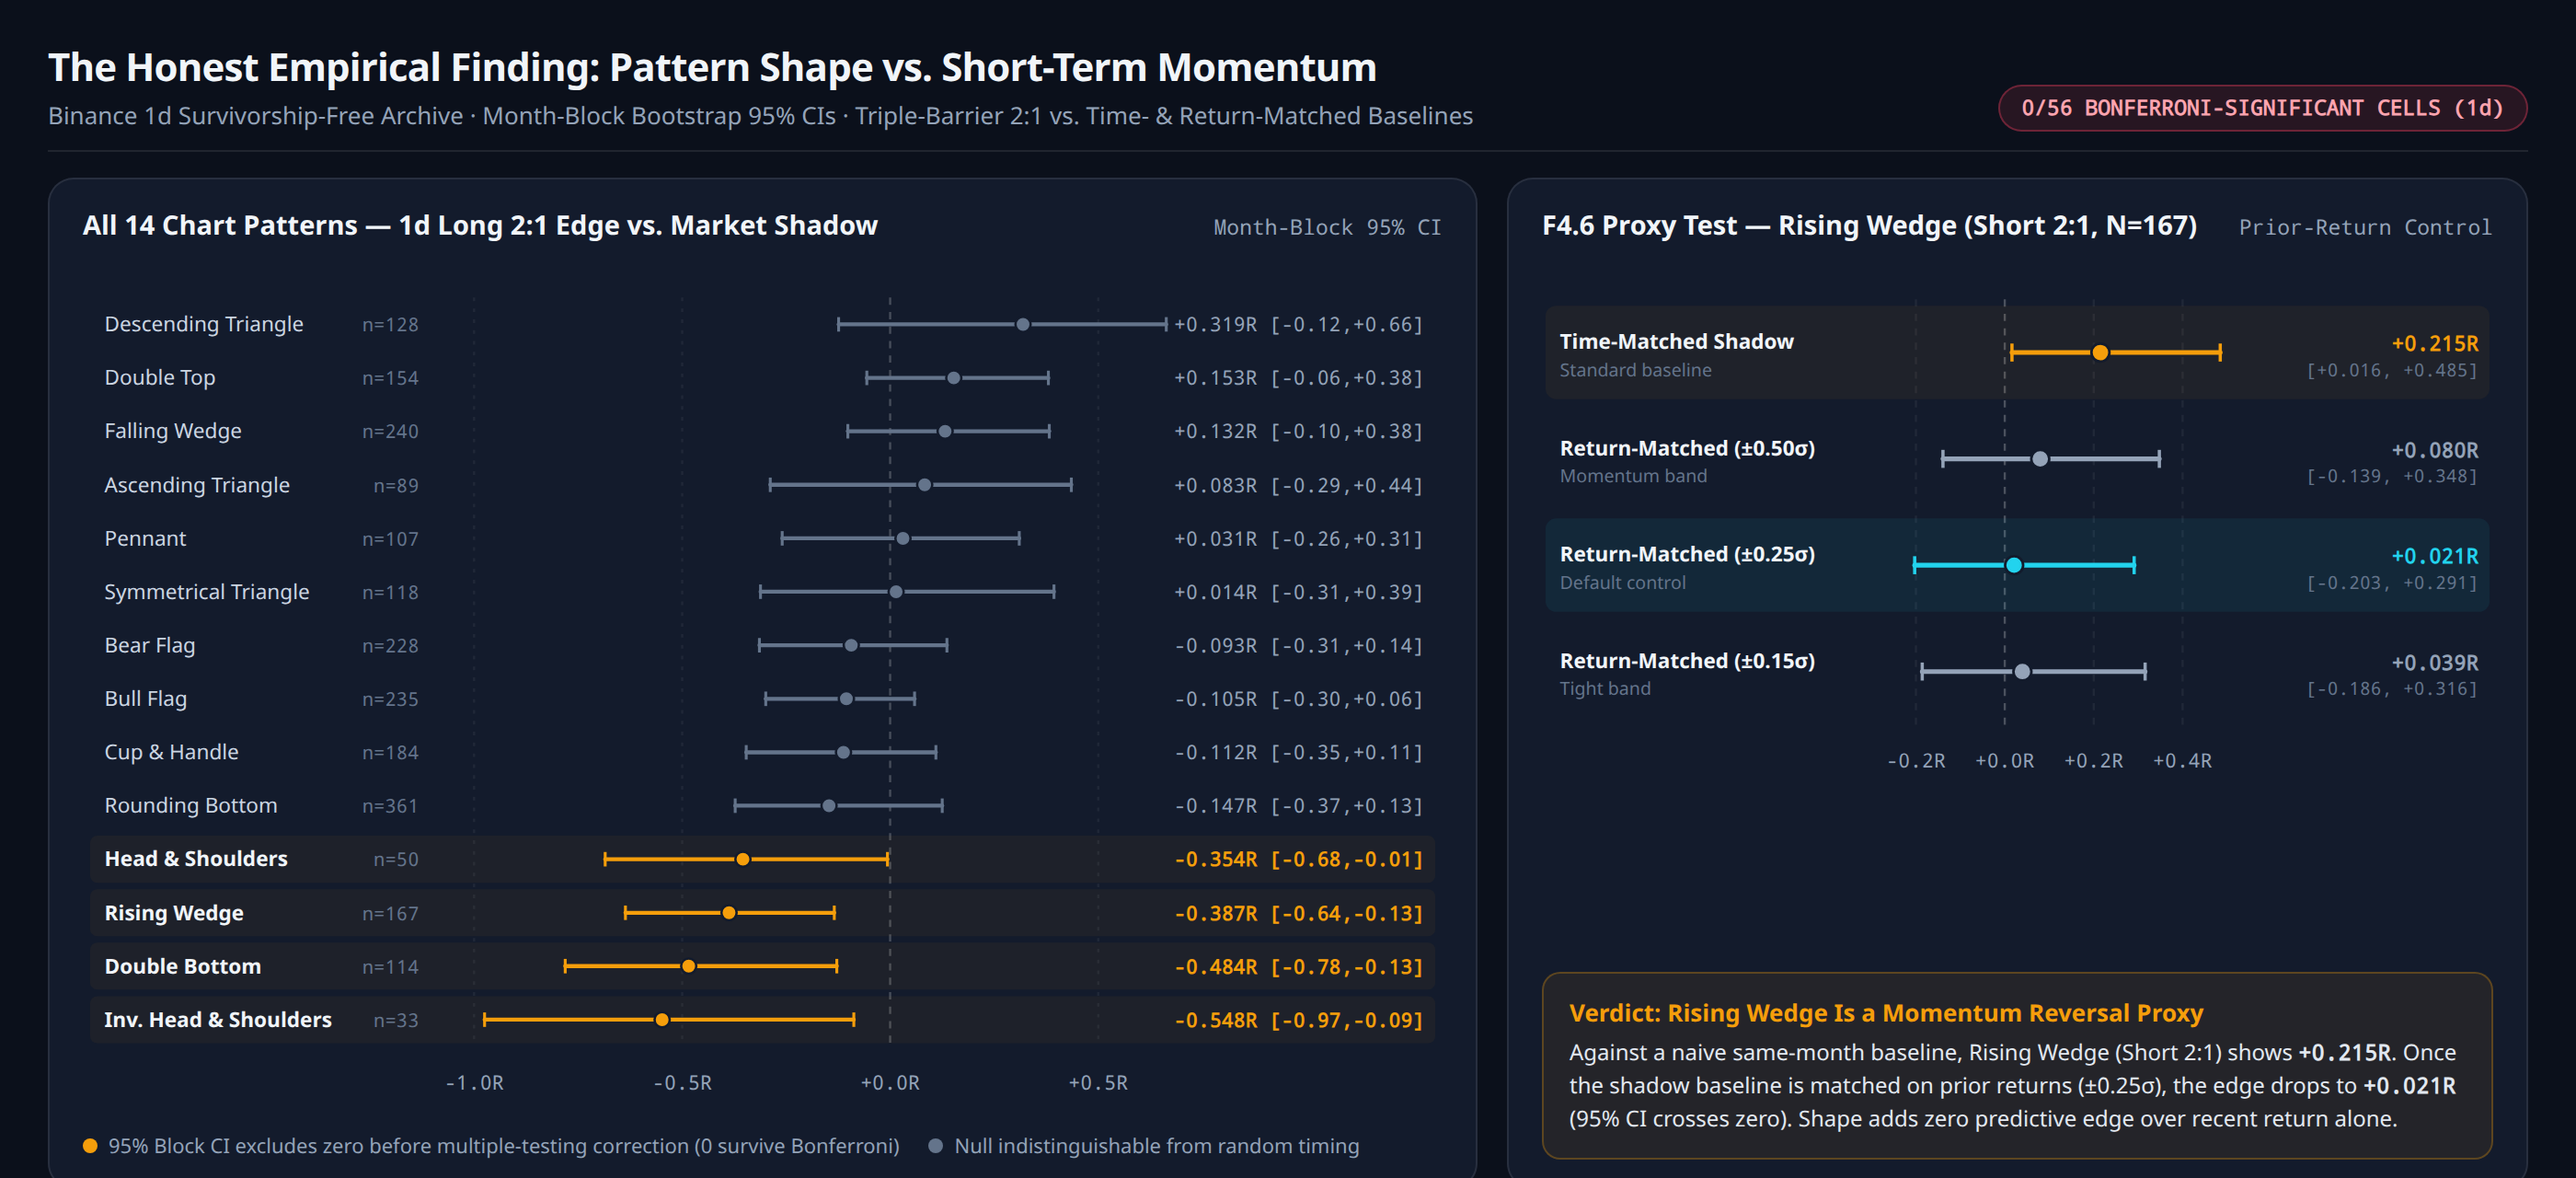 The Honest Empirical Finding: Pattern Shape vs. Short-Term Momentum
Binance 1d Survivorship-Free Archive · Month-Block Bootstrap 95% CIs · Triple-Barrier 2:1 vs. Time- & Return-Matched Baselines
0/56 BONFERRONI-SIGNIFICANT CELLS (1d)
All 14 Chart Patterns — 1d Long 2:1 Edge vs. Market Shadow
Month-Block 95% CI
Descending Triangle n=128 +0.319R [-0.12,+0.66]
Double Top n=154 +0.153R [-0.06,+0.38]
Falling Wedge n=240 +0.132R [-0.10,+0.38]
Ascending Triangle n=89 +0.083R [-0.29,+0.44]
Pennant n=107 +0.031R [-0.26,+0.31]
Symmetrical Triangle n=118 +0.014R [-0.31,+0.39]
Bear Flag n=228 -0.093R [-0.31,+0.14]
Bull Flag n=235 -0.105R [-0.30,+0.06]
Cup & Handle n=184 -0.112R [-0.35,+0.11]
Rounding Bottom n=361 -0.147R [-0.37,+0.13]
Head & Shoulders n=50 -0.354R [-0.68,-0.01]
Rising Wedge n=167 -0.387R [-0.64,-0.13]
Double Bottom n=114 -0.484R [-0.78,-0.13]
Inv. Head & Shoulders n=33 -0.548R [-0.97,-0.09]
-1.0R -0.5R +0.0R +0.5R
95% Block CI excludes zero before multiple-testing correction (0 survive Bonferroni)
Null indistinguishable from random timing
F4.6 Proxy Test — Rising Wedge (Short 2:1, N=167)
Prior-Return Control
Time-Matched Shadow +0.215R
Standard baseline [+0.016, +0.485]
Return-Matched (±0.50σ) +0.080R
Momentum band [-0.139, +0.348]
Return-Matched (±0.25σ) +0.021R
Default control [-0.203, +0.291]
Return-Matched (±0.15σ) +0.039R
Tight band [-0.186, +0.316]
-0.2R +0.0R +0.2R +0.4R
Verdict: Rising Wedge Is a Momentum Reversal Proxy
Against a naive same-month baseline, Rising Wedge (Short 2:1) shows +0.215R. Once
the shadow baseline is matched on prior returns (±0.25σ), the edge drops to +0.021R
(95% CI crosses zero). Shape adds zero predictive edge over recent return alone.